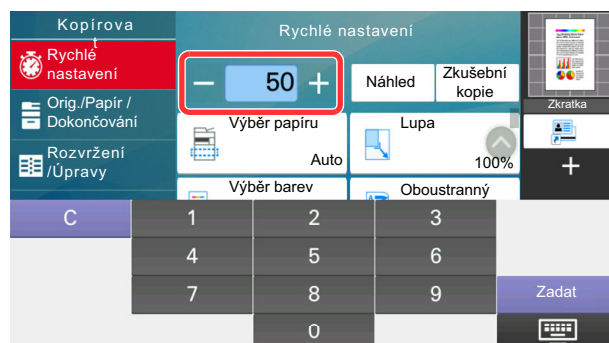 Kopírova
t
Rychlé
nastavení
Orig./Papír /
Dokončování
Rozvržení
/Úpravy
Rychlé nastavení
− 50 +
Náhled
Zkušební
kopie
Výběr papíru
Auto
Lupa
100%
Výběr barev
Oboustranný
Zkratka
+
C
1 2 3
4 5 6
7 8 9
0
Zadat